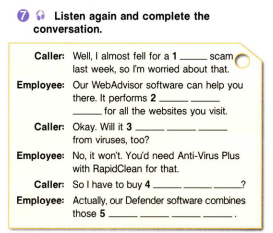 7 Listen again and complete the
conversation.
Caller: Well, I almost fell for a 1 _____ scam
last week, so I'm worried about that.
Employee: Our WebAdvisor software can help you
there. It performs 2 _____ _____
_____ for all the websites you visit.
Caller: Okay. Will it 3 _____ _____ _____
from viruses, too?
Employee: No, it won't. You'd need Anti-Virus Plus
with RapidClean for that.
Caller: So I have to buy 4 _____ _____ _____?
Employee: Actually, our Defender software combines
those 5 _____ _____ _____ .